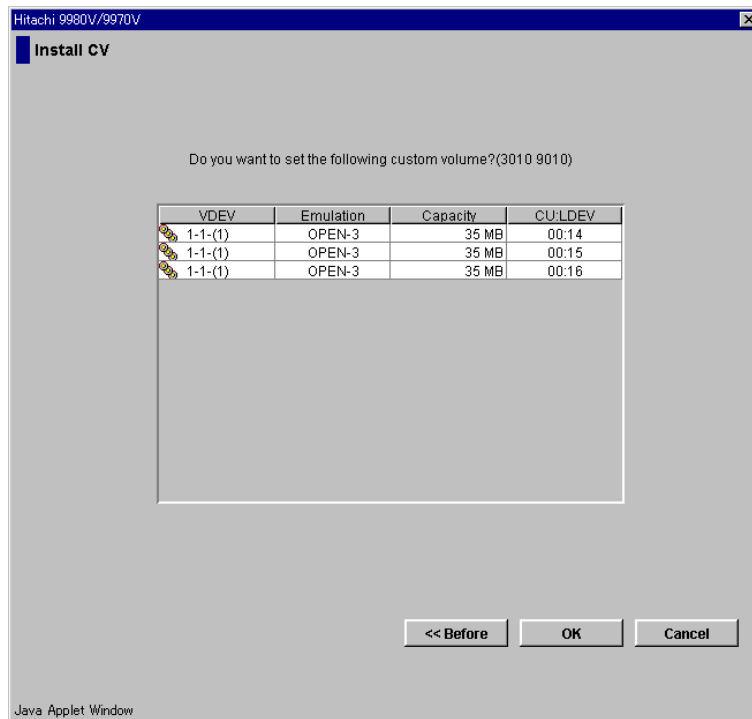 Hitachi 9980V/9970V
Install CV
Do you want to set the following custom volume?(3010 9010)
VDEV Emulation Capacity CU:LDEV
1-1-(1) OPEN-3 35 MB 00:14
1-1-(1) OPEN-3 35 MB 00:15
1-1-(1) OPEN-3 35 MB 00:16
<< Before OK Cancel
Java Applet Window